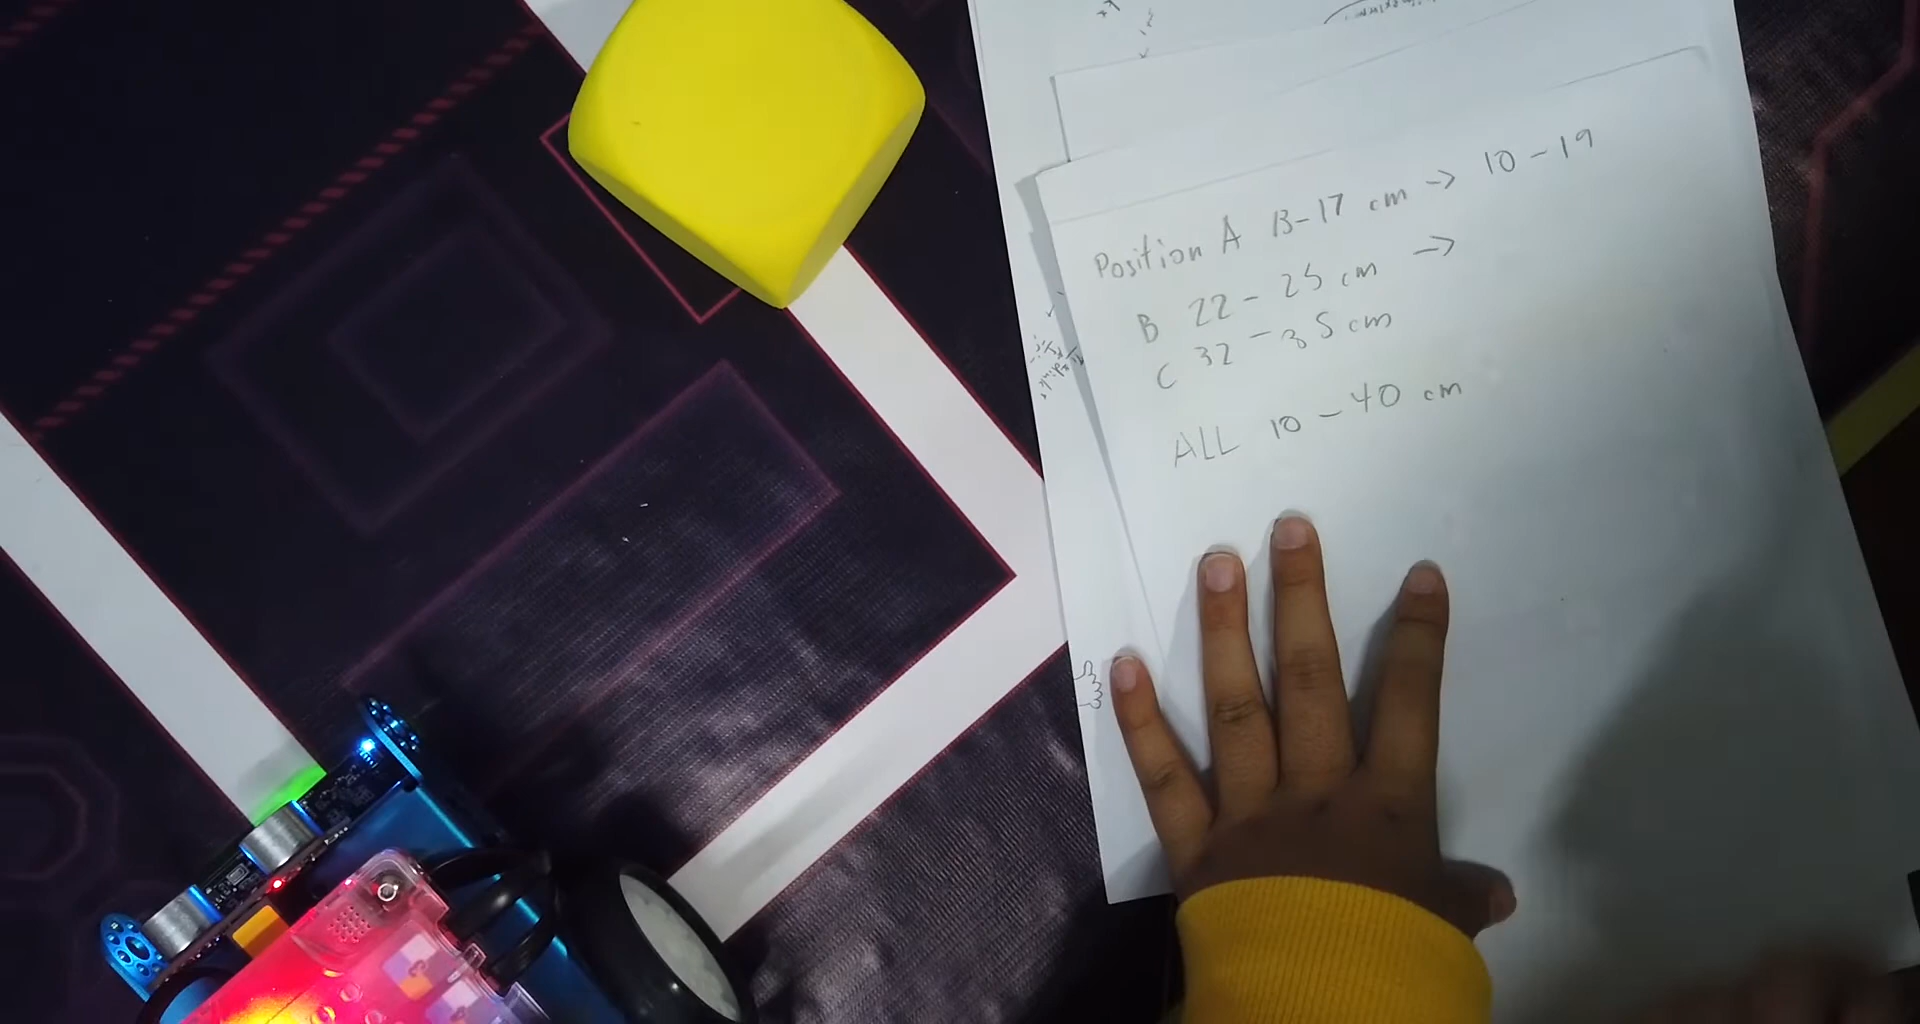 Position A 13-17 cm → 10-19
B 22 - 25 cm →
C 32 - 35 cm
ALL 10 - 40 cm